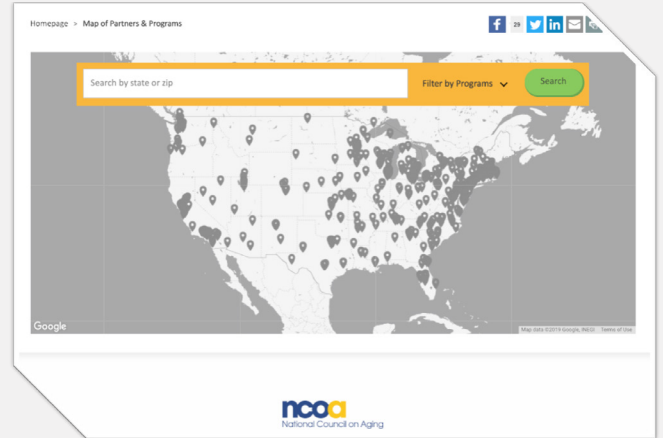 Homepage > Map of Partners & Programs
29
Search by state or zip
Filter by Programs
Search
Google
Map data ©2019 Google, INEGI Terms of Use
ncoa
National Council on Aging